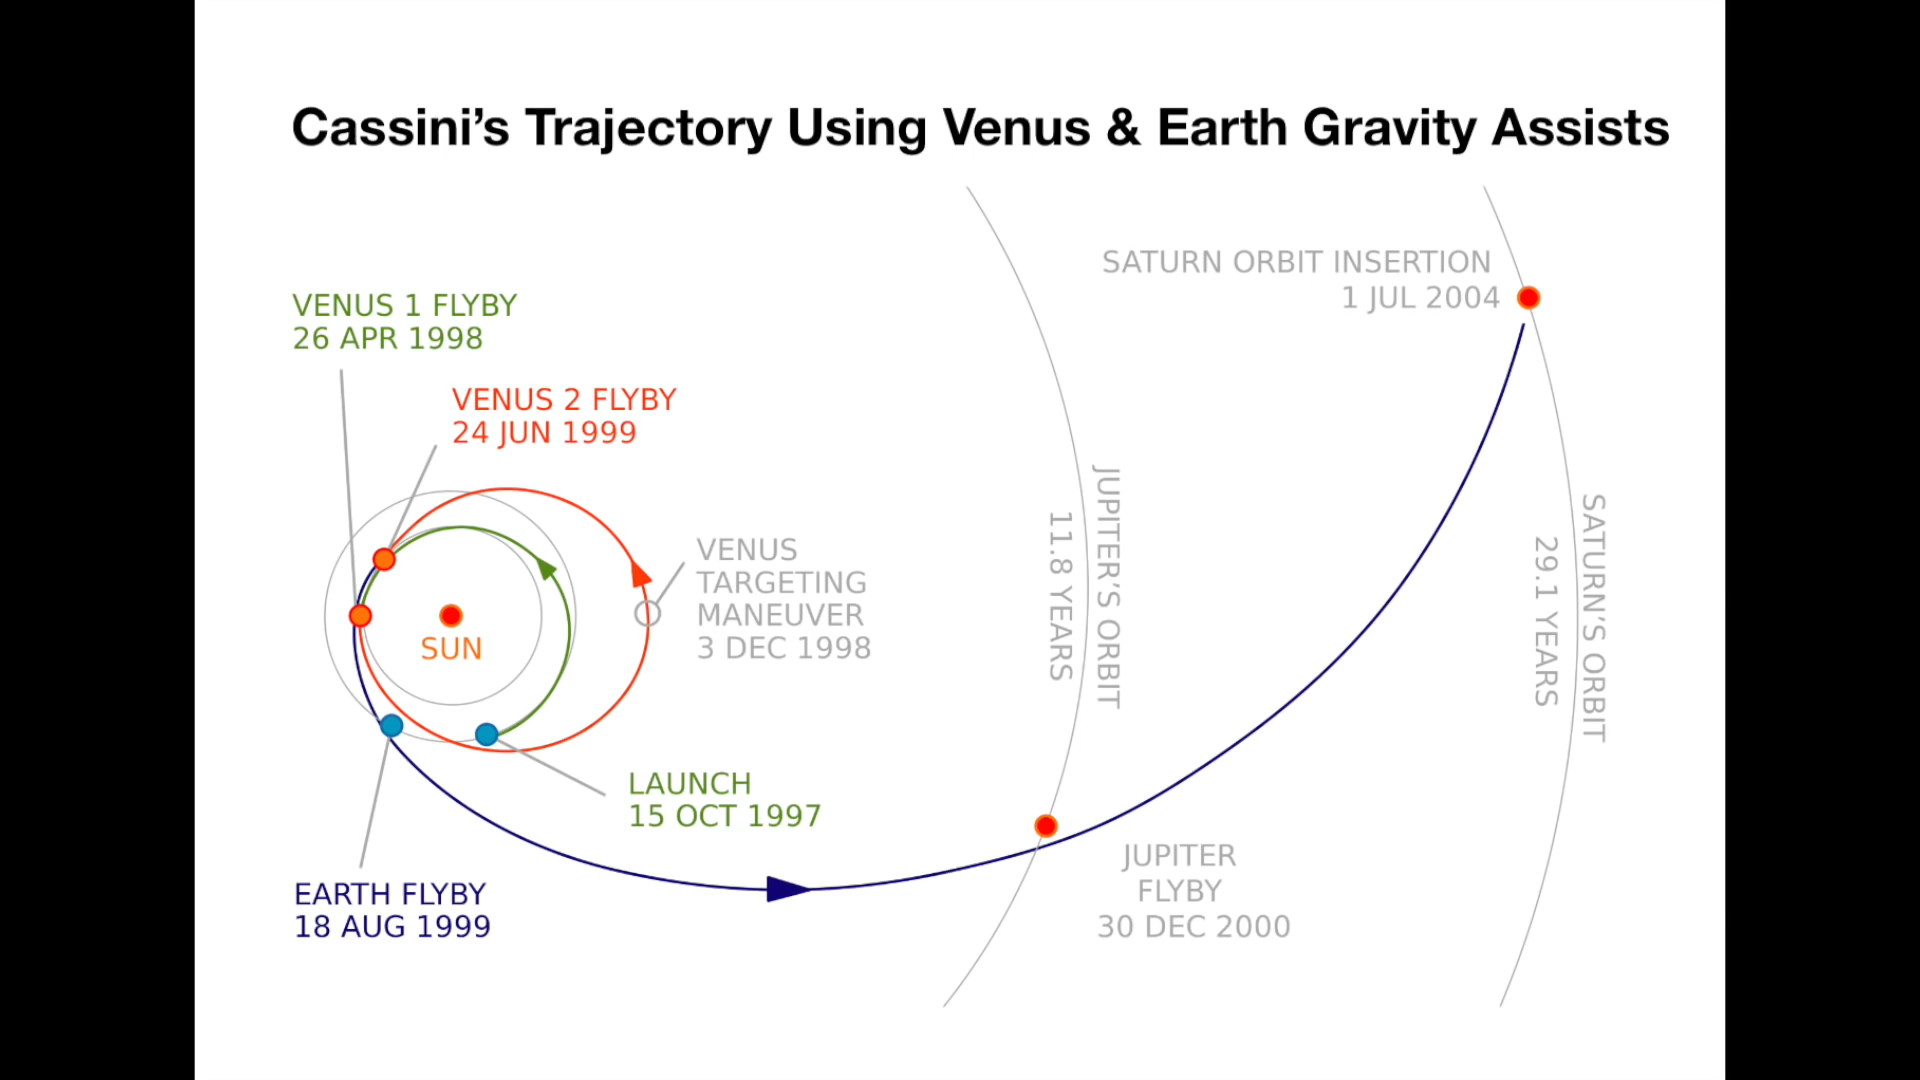 Cassini’s Trajectory Using Venus & Earth Gravity Assists
SATURN ORBIT INSERTION
1 JUL 2004
VENUS 1 FLYBY
26 APR 1998
VENUS 2 FLYBY
24 JUN 1999
VENUS
TARGETING
MANEUVER
3 DEC 1998
SUN
JUPITER’S ORBIT
11.8 YEARS
SATURN’S ORBIT
29.1 YEARS
LAUNCH
15 OCT 1997
JUPITER
FLYBY
30 DEC 2000
EARTH FLYBY
18 AUG 1999